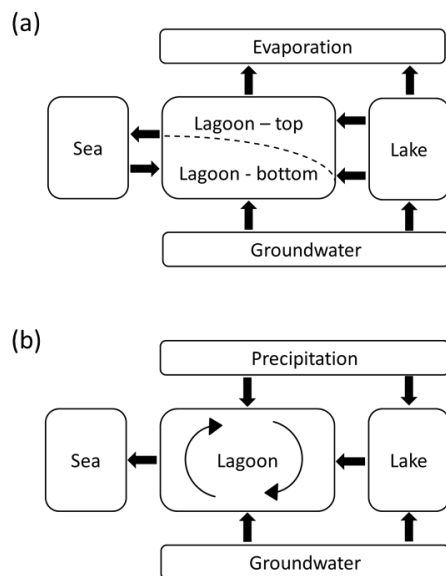 (a)
Evaporation
Sea
Lagoon – top
Lagoon - bottom
Lake
Groundwater
(b)
Precipitation
Sea
Lagoon
Lake
Groundwater